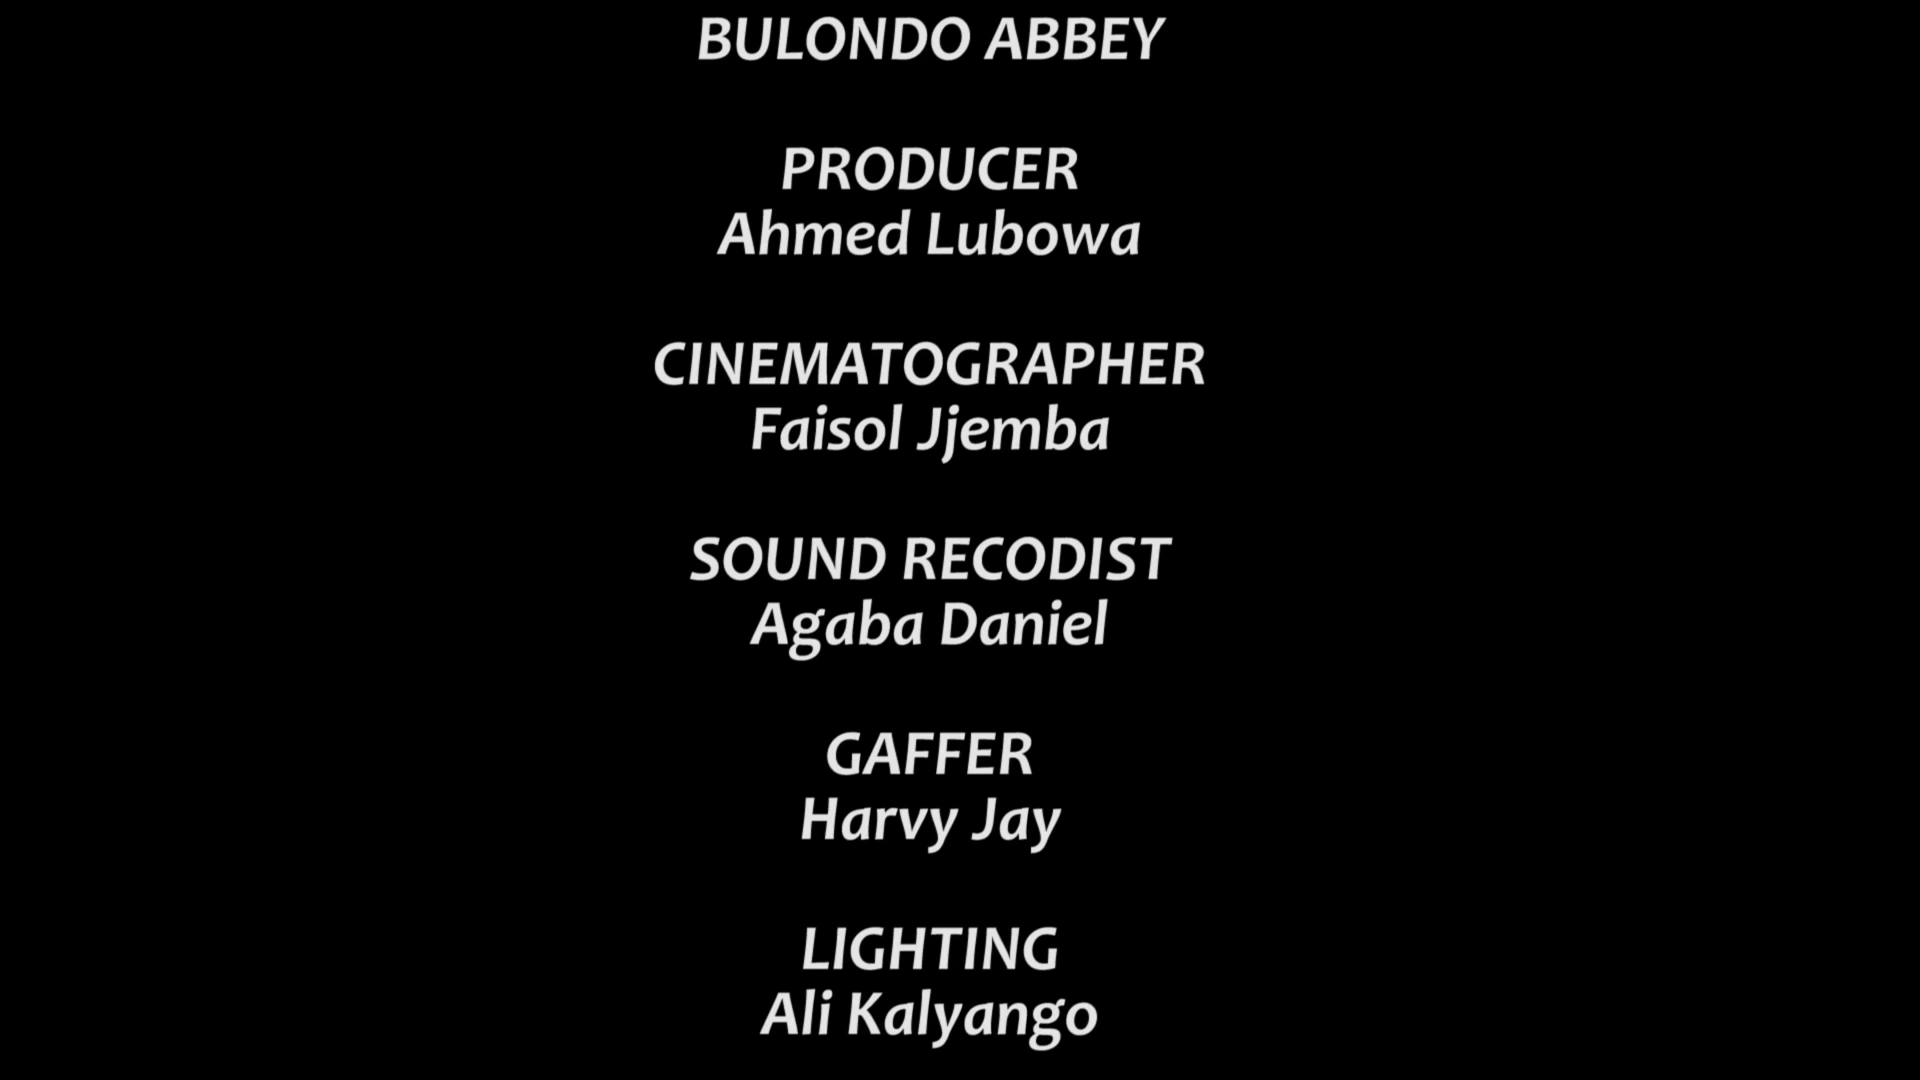 BULONDO ABBEY
PRODUCER
Ahmed Lubowa
CINEMATOGRAPHER
Faisol Jjemba
SOUND RECODIST
Agaba Daniel
GAFFER
Harvy Jay
LIGHTING
Ali Kalyango